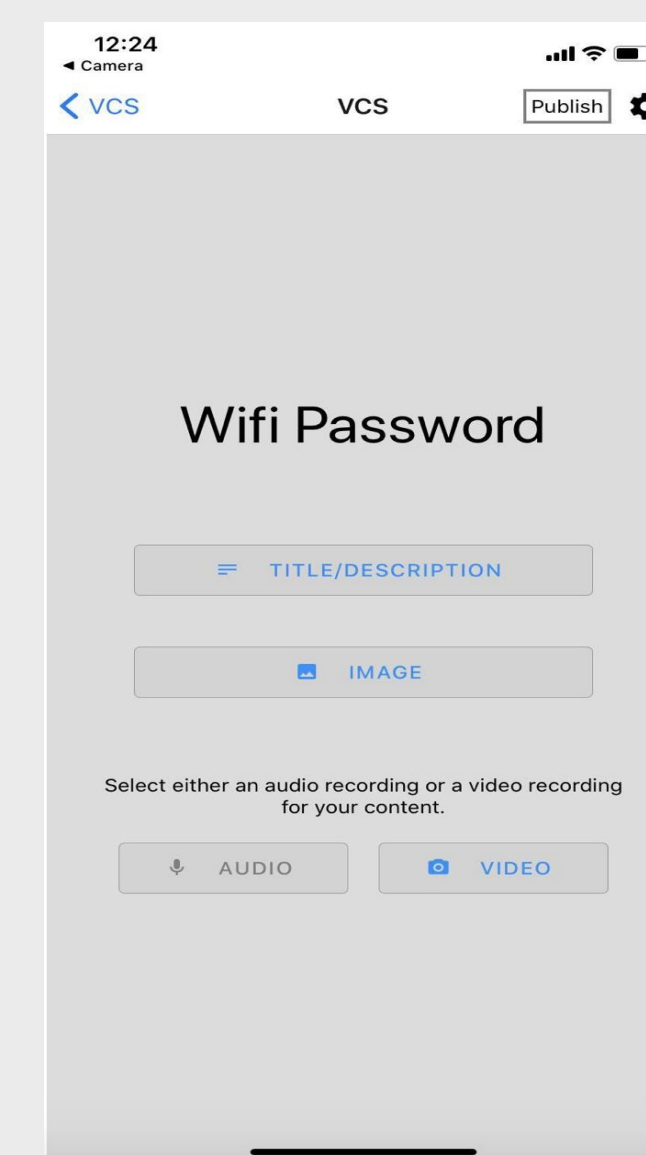 12:24
◄ Camera
VCS
VCS
Publish
Wifi Password
TITLE/DESCRIPTION
IMAGE
Select either an audio recording or a video recording
for your content.
AUDIO
VIDEO